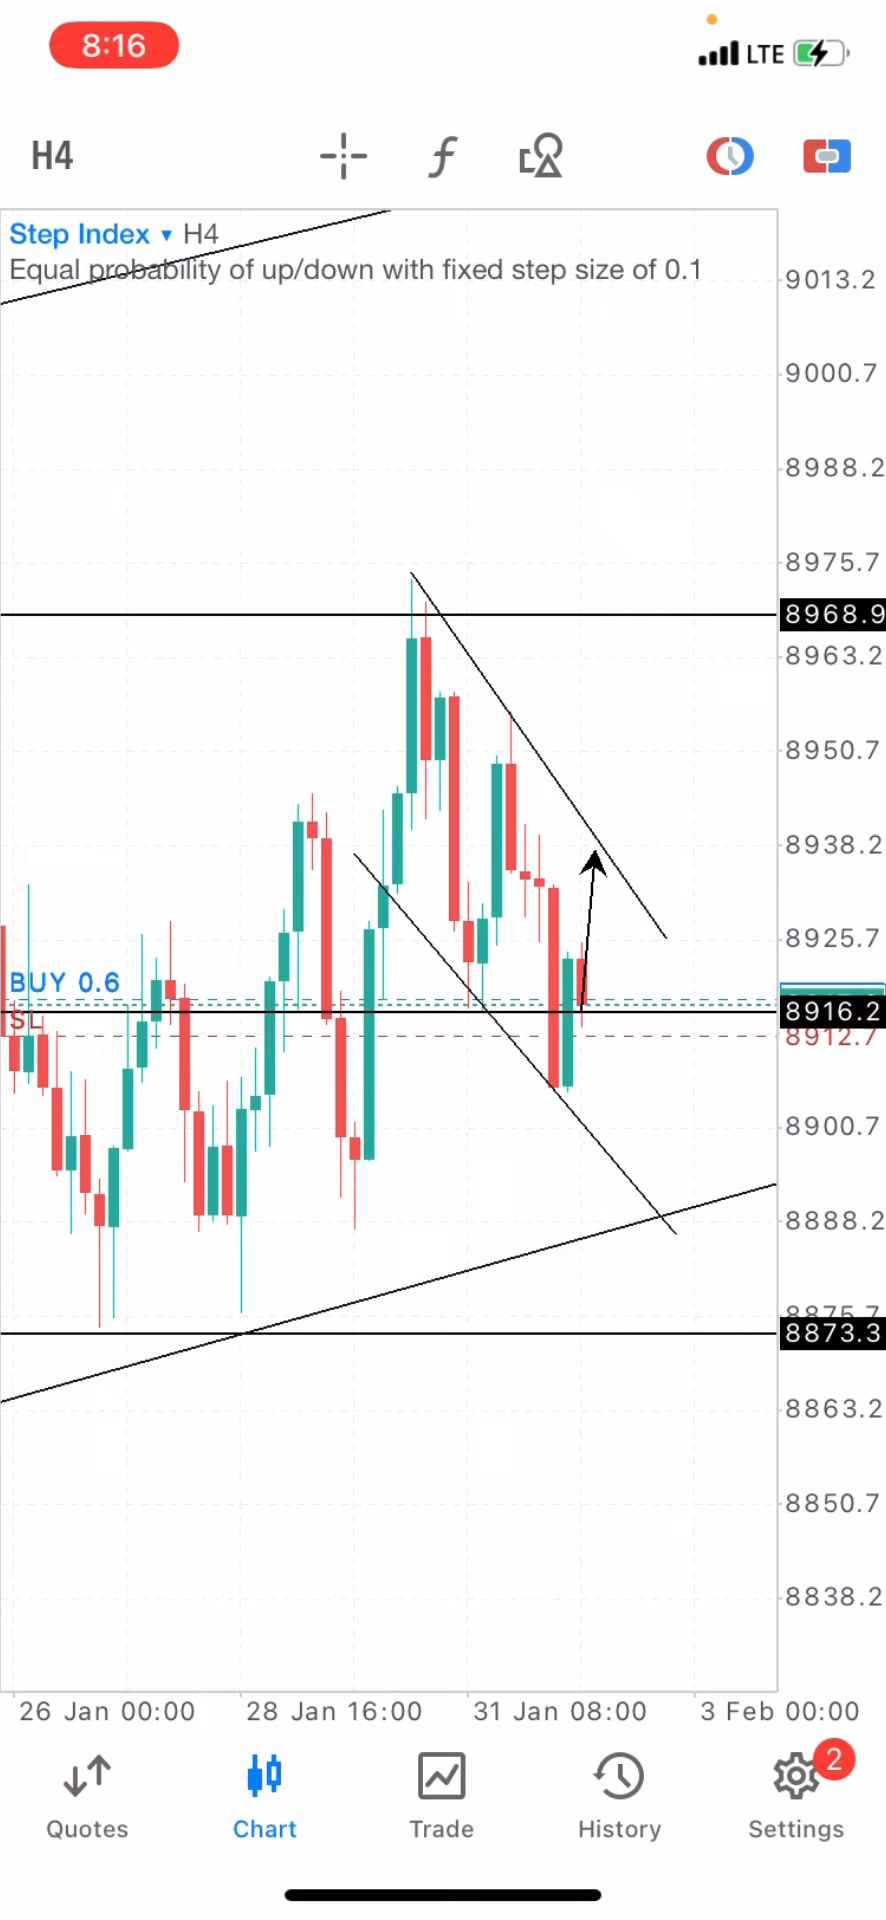 8:16
LTE
H4
f
Step Index ▾ H4
Equal probability of up/down with fixed step size of 0.1
9013.2
9000.7
8988.2
8975.7
8968.9
8963.2
8950.7
8938.2
8925.7
BUY 0.6
8916.2
SL
8912.7
8900.7
8888.2
8875.7
8873.3
8863.2
8850.7
8838.2
26 Jan 00:00 28 Jan 16:00 31 Jan 08:00 3 Feb 00:00
2
Quotes Chart Trade History Settings